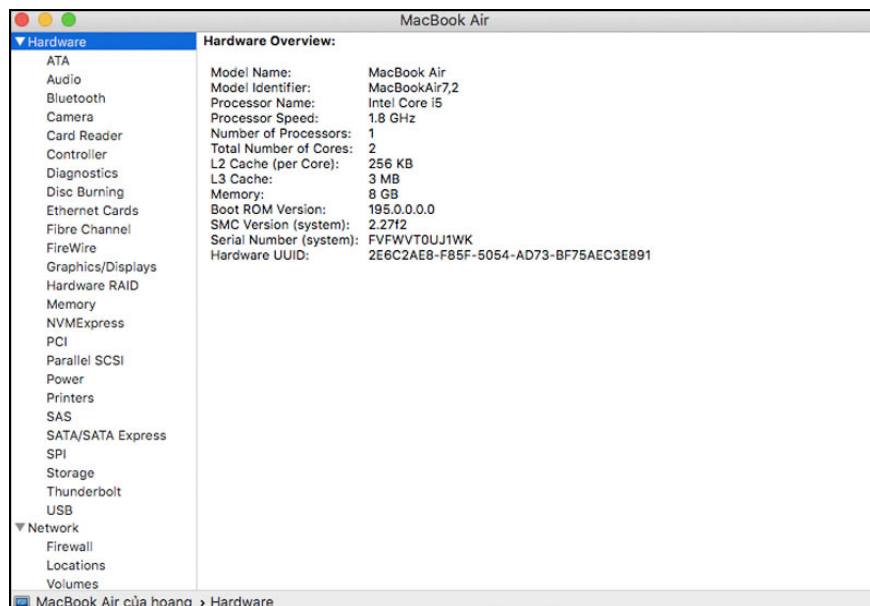 MacBook Air
Hardware
ATA
Audio
Bluetooth
Camera
Card Reader
Controller
Diagnostics
Disc Burning
Ethernet Cards
Fibre Channel
FireWire
Graphics/Displays
Hardware RAID
Memory
NVMExpress
PCI
Parallel SCSI
Power
Printers
SAS
SATA/SATA Express
SPI
Storage
Thunderbolt
USB
Network
Firewall
Locations
Volumes
Hardware Overview:
Model Name: MacBook Air
Model Identifier: MacBookAir7,2
Processor Name: Intel Core i5
Processor Speed: 1.8 GHz
Number of Processors: 1
Total Number of Cores: 2
L2 Cache (per Core): 256 KB
L3 Cache: 3 MB
Memory: 8 GB
Boot ROM Version: 195.0.0.0.0
SMC Version (system): 2.27f2
Serial Number (system): FVFWVT0UJ1WK
Hardware UUID: 2E6C2AE8-F85F-5054-AD73-BF75AEC3E891
MacBook Air của hoang › Hardware